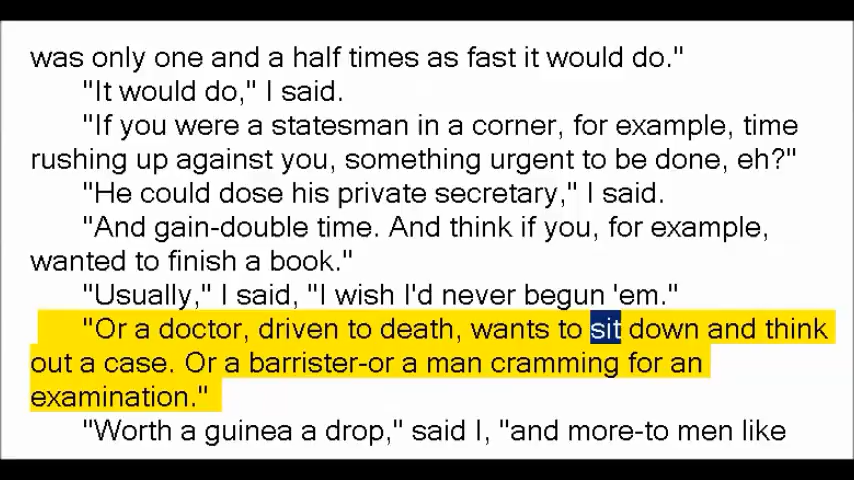 was only one and a half times as fast it would do."
"It would do," I said.
"If you were a statesman in a corner, for example, time
rushing up against you, something urgent to be done, eh?"
"He could dose his private secretary," I said.
"And gain-double time. And think if you, for example,
wanted to finish a book."
"Usually," I said, "I wish I'd never begun 'em."
"Or a doctor, driven to death, wants to sit down and think
out a case. Or a barrister-or a man cramming for an
examination."
"Worth a guinea a drop," said I, "and more-to men like